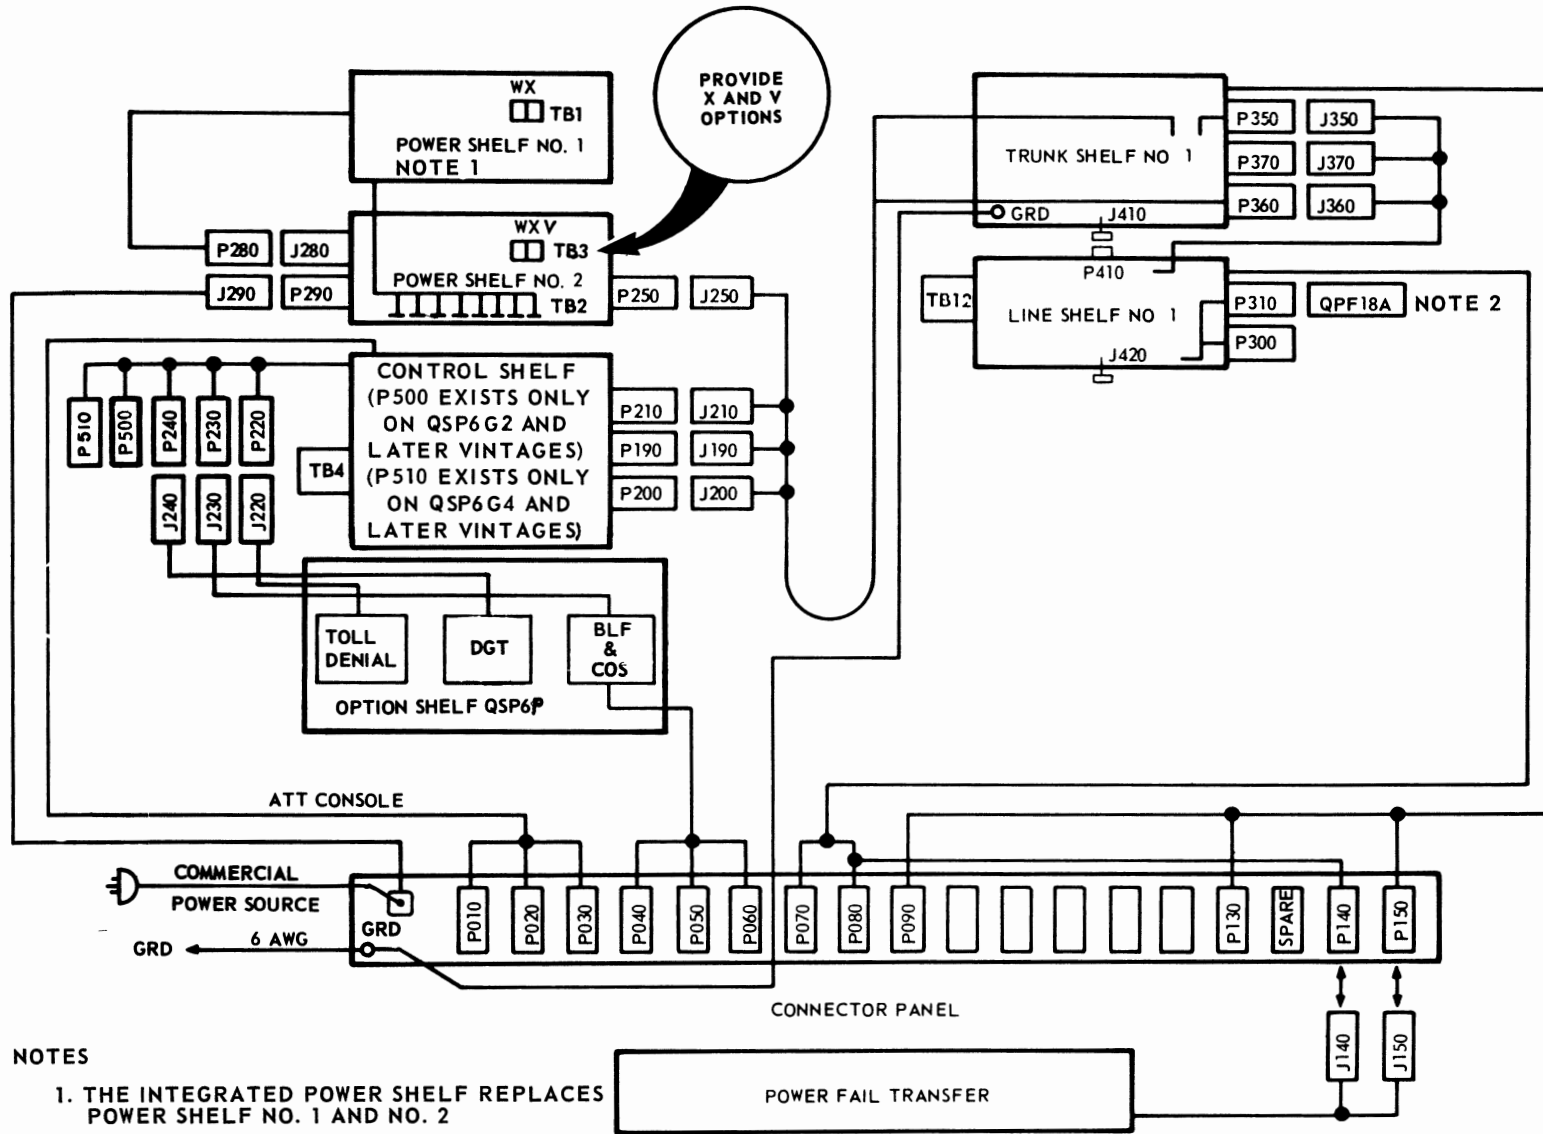 PROVIDE
X AND V
OPTIONS
WX
TB1
POWER SHELF NO. 1
NOTE 1
WX V
TB3
POWER SHELF NO. 2
TB2
P280
J280
J290
P290
P250
J250
CONTROL SHELF
(P500 EXISTS ONLY
ON QSP6G2 AND
LATER VINTAGES)
(P510 EXISTS ONLY
ON QSP6G4 AND
LATER VINTAGES)
TB4
P510
P500
P240
P230
P220
J240
J230
J220
P210
J210
P190
J190
P200
J200
TOLL
DENIAL
DGT
BLF
&
COS
OPTION SHELF QSP6P
TRUNK SHELF NO 1
GRD
J410
P350
J350
P370
J370
P360
J360
P410
TB12
LINE SHELF NO 1
J420
P310
QPF18A
NOTE 2
P300
ATT CONSOLE
COMMERCIAL
POWER SOURCE
GRD
6 AWG
GRD
P010
P020
P030
P040
P050
P060
P070
P080
P090
P130
SPARE
P140
P150
CONNECTOR PANEL
J140
J150
POWER FAIL TRANSFER
NOTES
1. THE INTEGRATED POWER SHELF REPLACES
POWER SHELF NO. 1 AND NO. 2